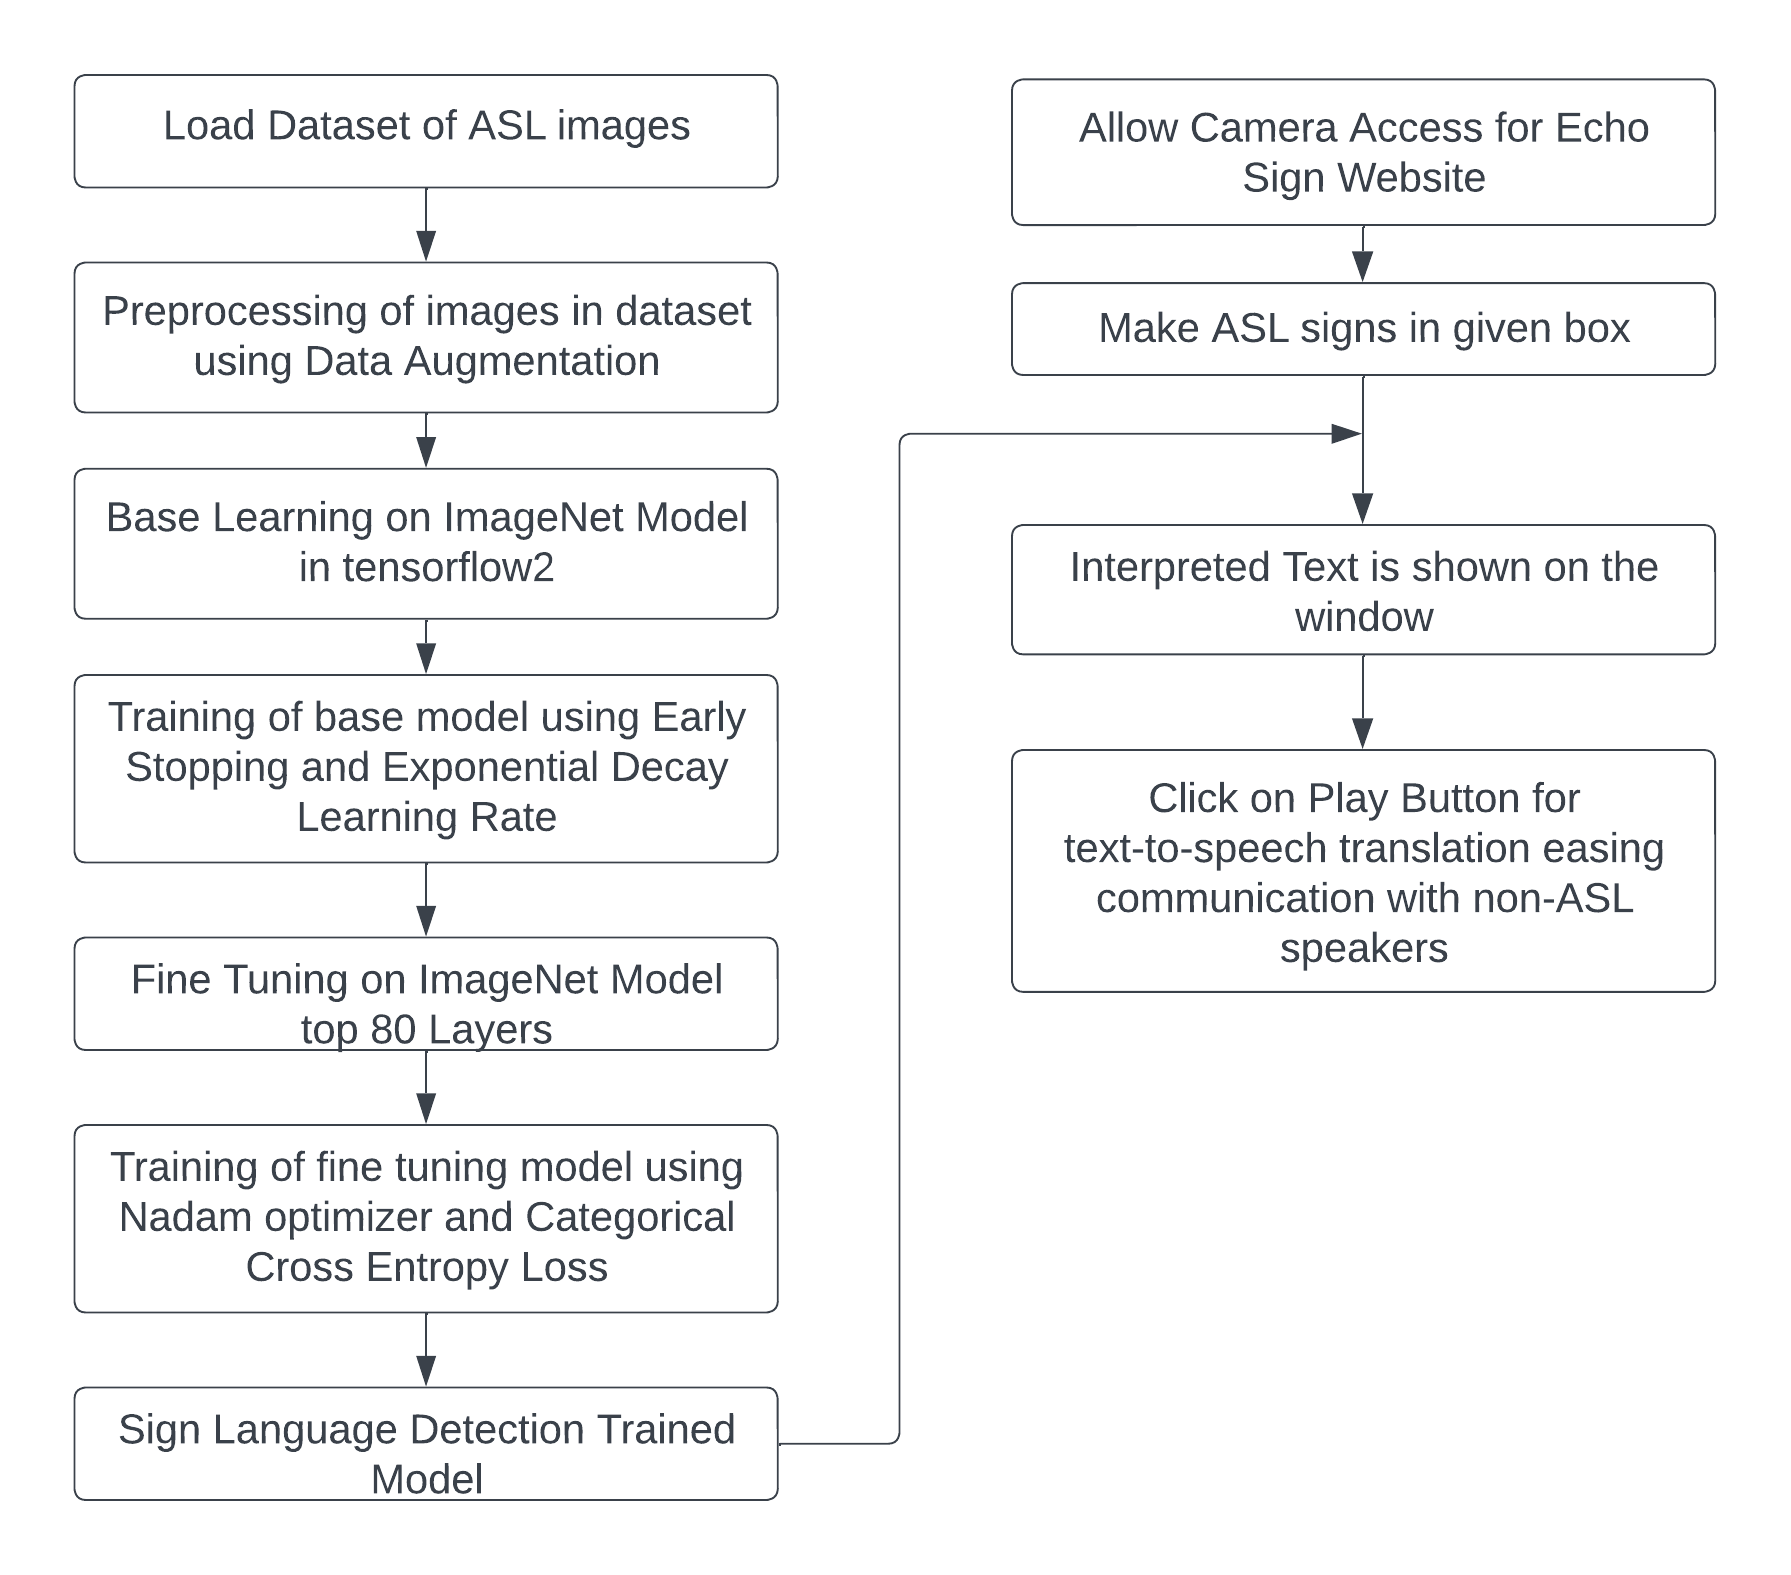 Load Dataset of ASL images
Preprocessing of images in dataset
using Data Augmentation
Base Learning on ImageNet Model
in tensorflow2
Training of base model using Early
Stopping and Exponential Decay
Learning Rate
Fine Tuning on ImageNet Model
top 80 Layers
Training of fine tuning model using
Nadam optimizer and Categorical
Cross Entropy Loss
Sign Language Detection Trained
Model
Allow Camera Access for Echo
Sign Website
Make ASL signs in given box
Interpreted Text is shown on the
window
Click on Play Button for
text-to-speech translation easing
communication with non-ASL
speakers